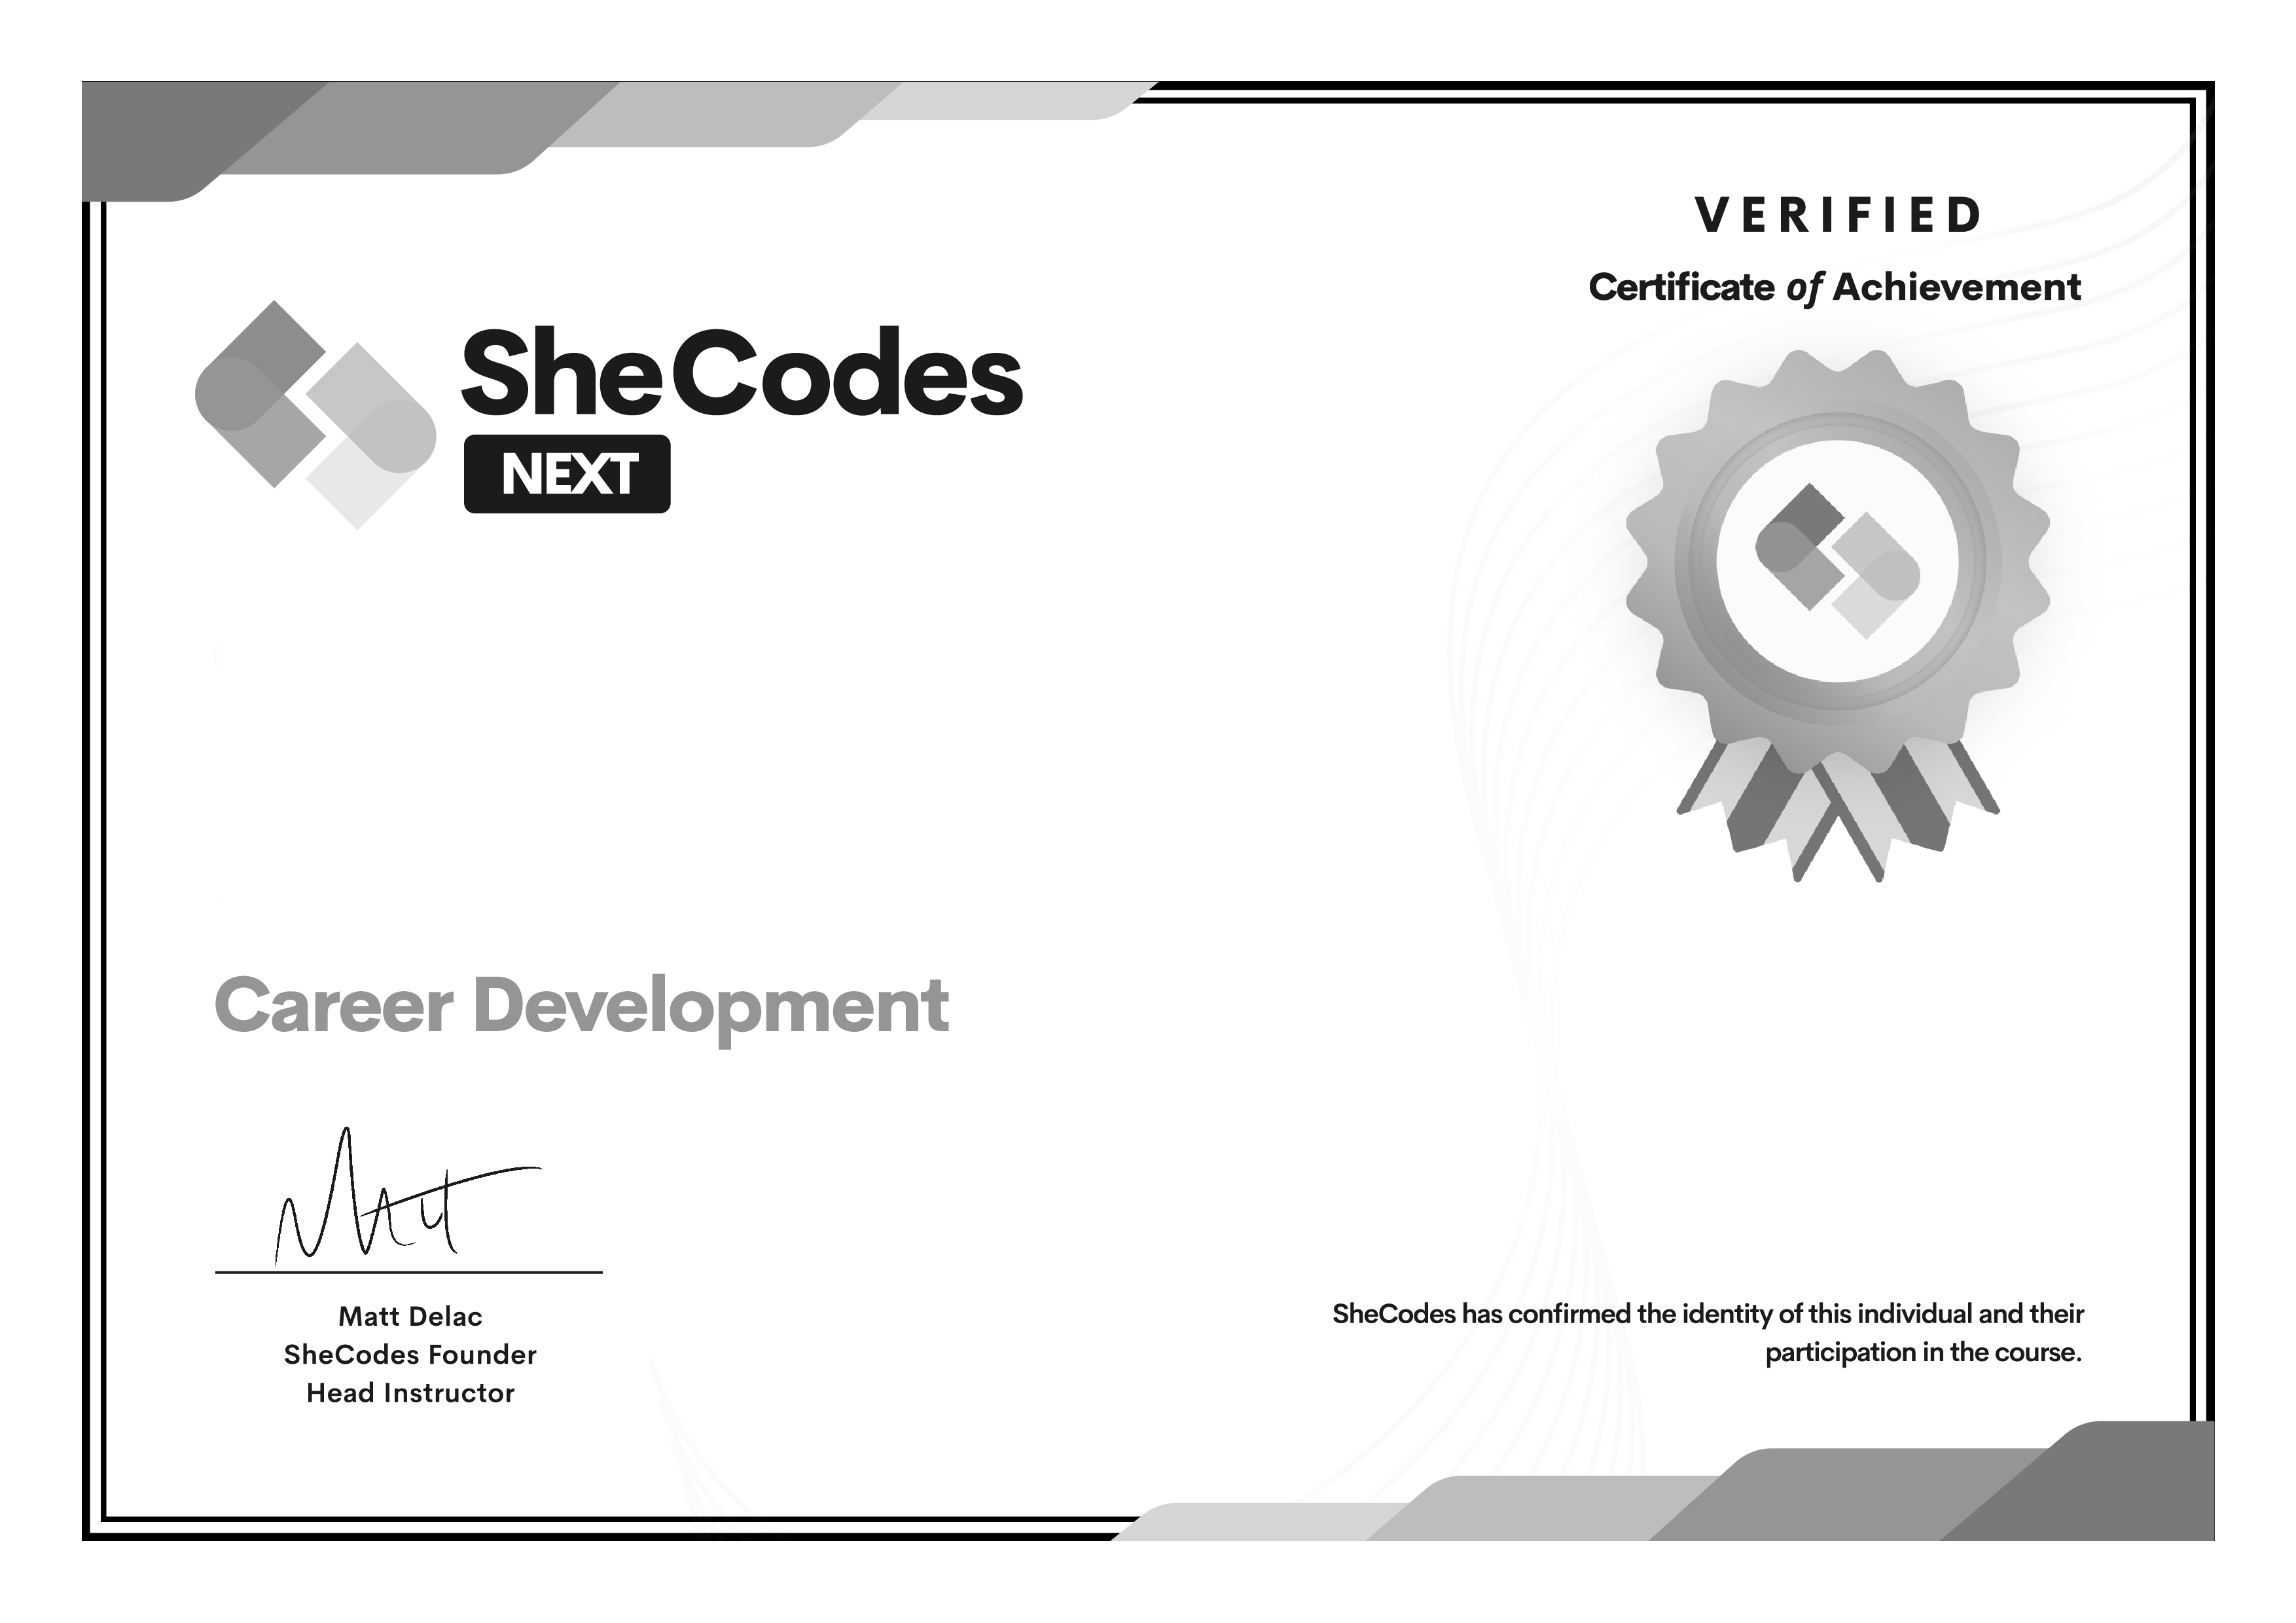 VERIFIED
Certificate of Achievement
SheCodes
NEXT
Career Development
Matt
Matt Delac
SheCodes Founder
Head Instructor
SheCodes has confirmed the identity of this individual and their
participation in the course.